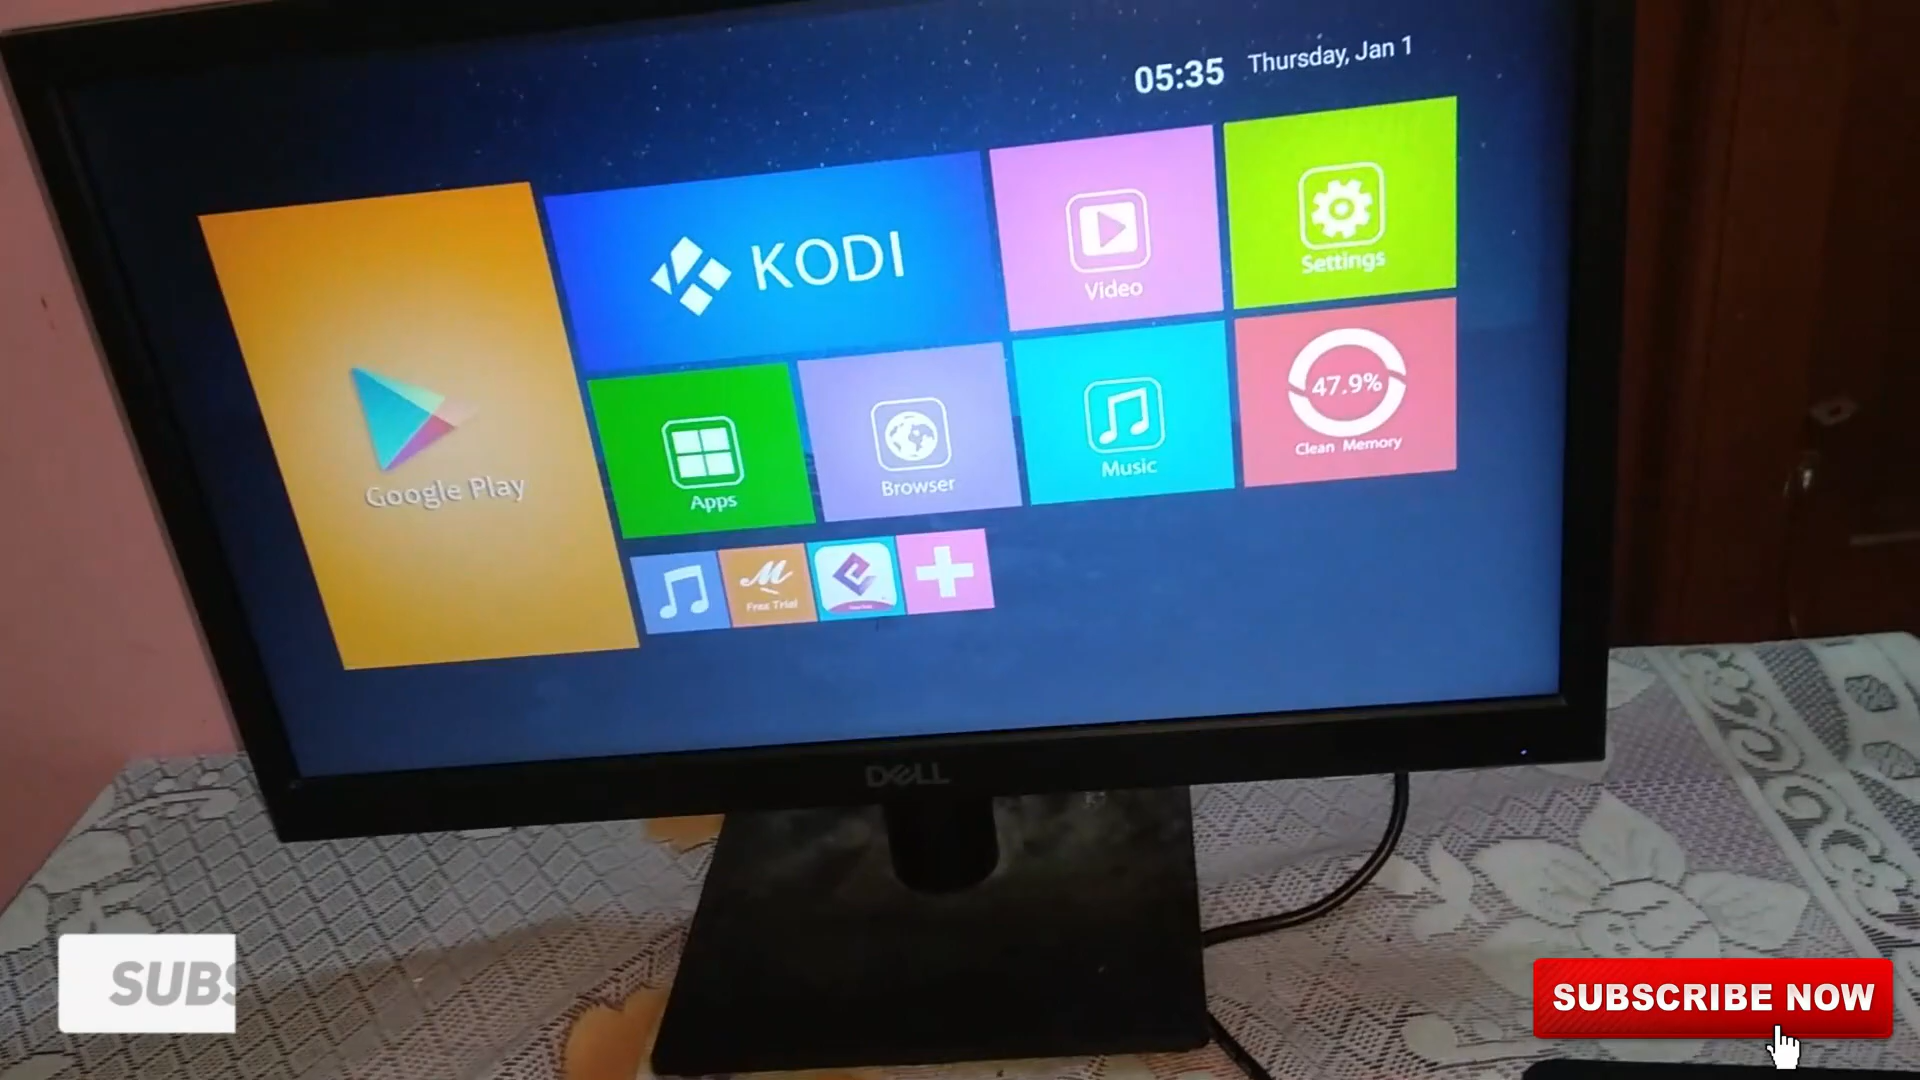 05:35 Thursday, Jan 1
KODI
Video
Settings
Google Play
Apps
Browser
Music
47.9%
Clean Memory
M
Free Trial
DELL
SUBS
SUBSCRIBE NOW